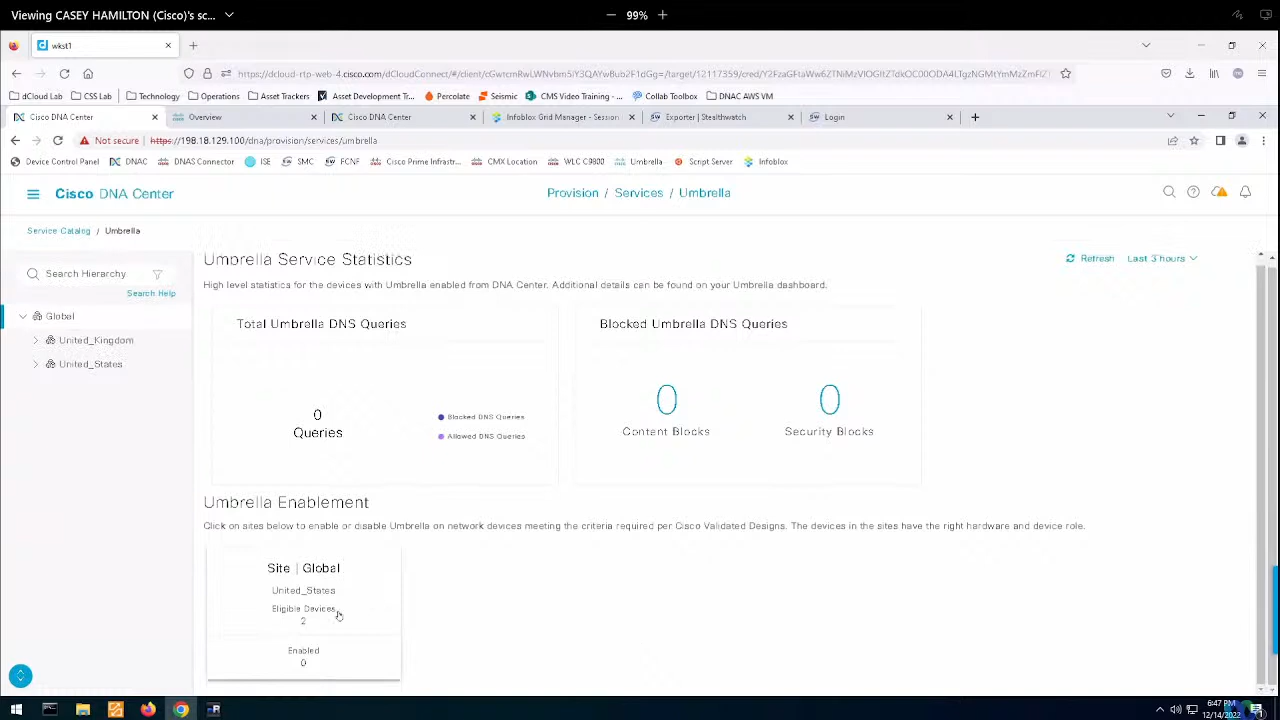 Viewing CASEY HAMILTON (Cisco)'s sc...
99%
wkst1
https://dcloud-rtp-web-4.cisco.com/dCloudConnect/#/client/
dCloud Lab CSS Lab Technology Operations Asset Trackers Asset Development Tr... Percolate Seismic CMS Video Training - ... Collab Toolbox DNAC AWS VM
Cisco DNA Center Overview Cisco DNA Center Infoblox Grid Manager - Session Exporter | Stealthwatch Login
Not secure https://198.18.129.100/dna/provision/services/umbrella
Device Control Panel DNAC DNAS Connector ISE SMC FCNF Cisco Prime Infrastr... CMX Location WLC C9800 Umbrella Script Server Infoblox
Cisco DNA Center
Provision / Services / Umbrella
Service Catalog / Umbrella
Search Hierarchy
Search Help
Global
United_Kingdom
United_States
Umbrella Service Statistics
Refresh Last 3 hours
High level statistics for the devices with Umbrella enabled from DNA Center. Additional details can be found on your Umbrella dashboard.
Total Umbrella DNS Queries
0
Queries
Blocked DNS Queries
Allowed DNS Queries
Blocked Umbrella DNS Queries
0
Content Blocks
0
Security Blocks
Umbrella Enablement
Click on sites below to enable or disable Umbrella on network devices meeting the criteria required per Cisco Validated Designs. The devices in the sites have the right hardware and device role.
Site | Global
United_States
Eligible Devices
2
Enabled
0
6:47 PM
12/14/2022